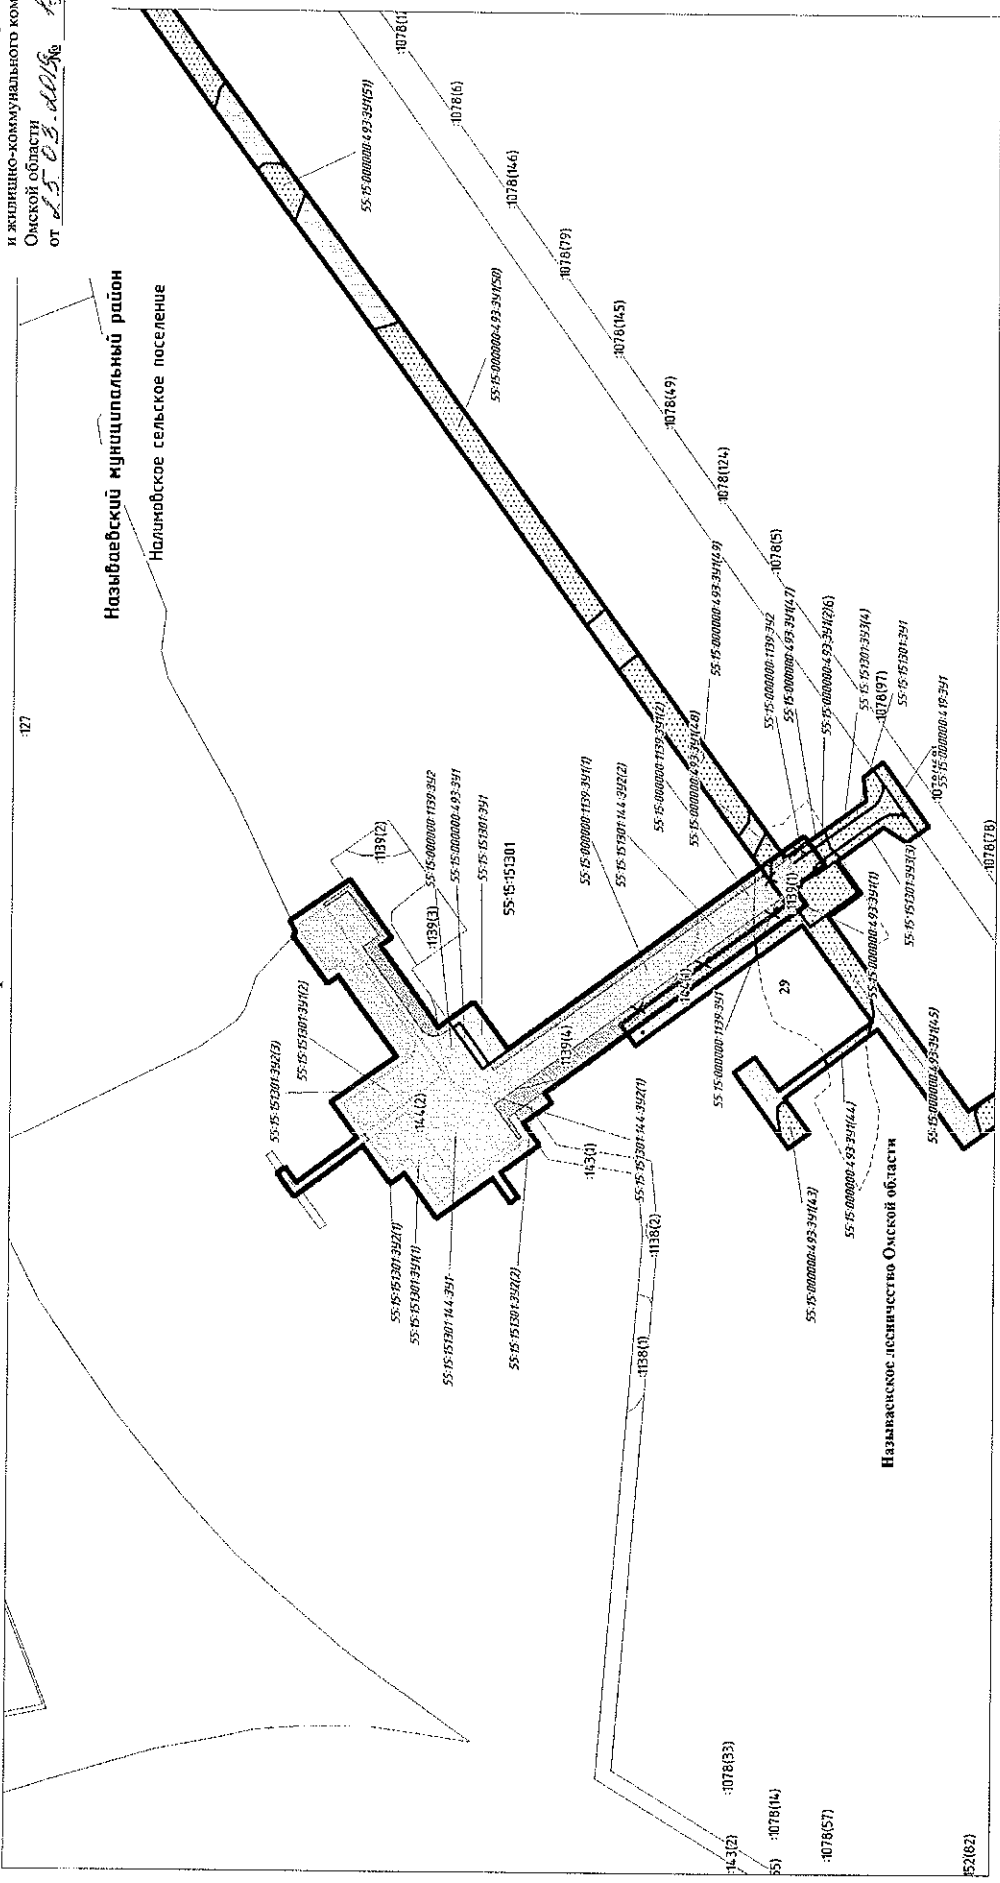 и жилищно-коммунального ком
Омской области
от 25.03.2019 №
:127
Называевский муниципальный район
Налимовское сельское поселение
55:15:000000:493:ЗУ1(51)
55:15:000000:493:ЗУ1(50)
:1078(12
:1078(6)
:1078(146)
:1078(79)
:1078(145)
:1078(49)
:1078(124)
:1078(5)
55:15:000000:493:ЗУ1(49)
55:15:000000:1139:ЗУ2
55:15:000000:493:ЗУ1(47)
55:15:000000:493:ЗУ1(2)6)
55:15:151301:ЗУ3(4)
:1078(97)
55:15:151301:ЗУ1
55:15:000000:419:ЗУ1
:1078(78)
:1139(2)
55:15:000000:1139:ЗУ2
:1139(3)
55:15:000000:493:ЗУ1
55:15:151301:ЗУ1
55:15:151301
55:15:000000:1139:ЗУ1(1)
55:15:151301:144:ЗУ2(2)
55:15:000000:1139:ЗУ1(2)
55:15:000000:493:ЗУ1(48)
:1139(1)
55:15:151301:ЗУ3(3)
55:15:000000:493:ЗУ1(1)
29
55:15:000000:1139:ЗУ1
55:15:000000:493:ЗУ1(45)
55:15:000000:493:ЗУ1(44)
55:15:000000:493:ЗУ1(43)
55:15:151301:ЗУ2(3)
55:15:151301:ЗУ1(2)
:144(2)
:1139(4)
55:15:151301:144:ЗУ2(1)
:143(1)
:1138(2)
:1138(1)
55:15:151301:ЗУ2(1)
55:15:151301:ЗУ1(1)
55:15:151301:144:ЗУ1
55:15:151301:ЗУ2(2)
Называевское лесничество Омской области
:1078(33)
:143(2)
:1078(14)
55)
:1078(57)
152(82)